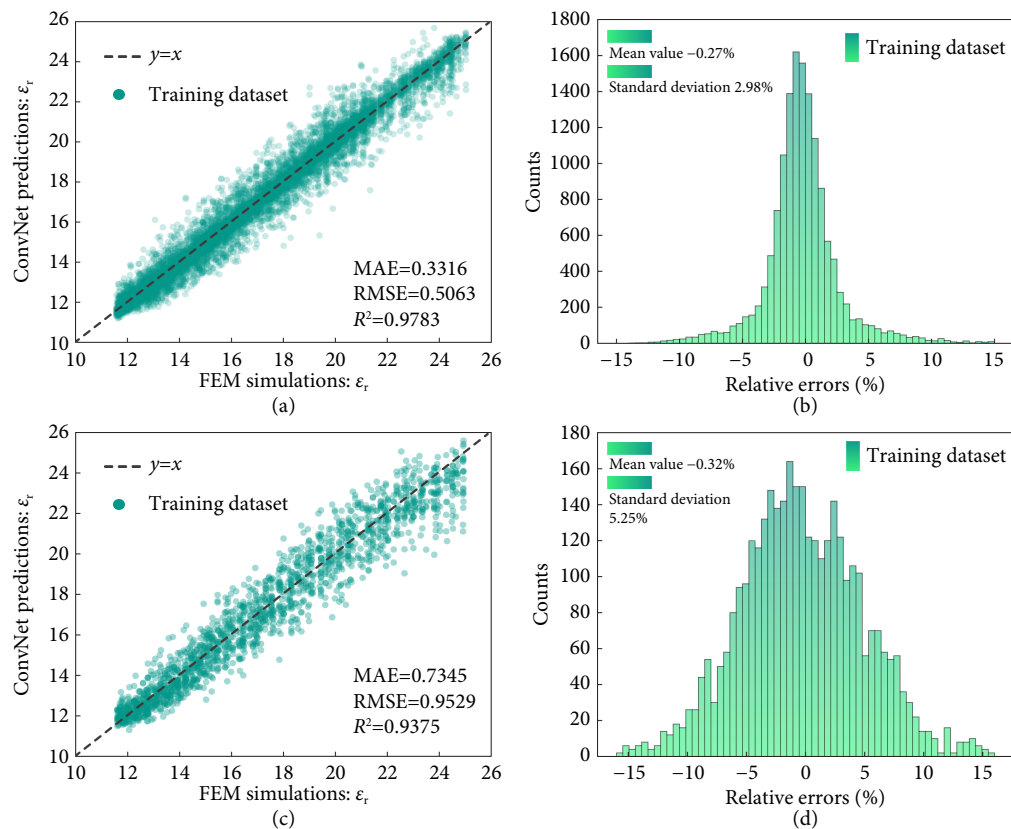 26
24
22
20
18
16
14
12
10
ConvNet predictions: εr
y=x
Training dataset
MAE=0.3316
RMSE=0.5063
R²=0.9783
10 12 14 16 18 20 22 24 26
FEM simulations: εr
(a)
1800
1600
1400
1200
1000
800
600
400
200
0
Counts
Mean value −0.27%
Standard deviation 2.98%
Training dataset
−15 −10 −5 0 5 10 15
Relative errors (%)
(b)
26
24
22
20
18
16
14
12
10
ConvNet predictions: εr
y=x
Training dataset
MAE=0.7345
RMSE=0.9529
R²=0.9375
10 12 14 16 18 20 22 24 26
FEM simulations: εr
(c)
180
160
140
120
100
80
60
40
20
0
Counts
Mean value −0.32%
Standard deviation
5.25%
Training dataset
−15 −10 −5 0 5 10 15
Relative errors (%)
(d)